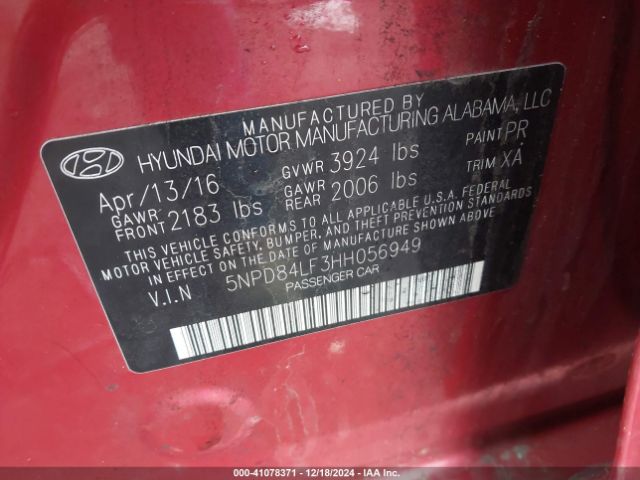 MANUFACTURED BY
HYUNDAI MOTOR MANUFACTURING ALABAMA, LLC
Apr/13/16 GVWR 3924 lbs PAINT PR
GAWR FRONT 2183 lbs GAWR REAR 2006 lbs TRIM XA
THIS VEHICLE CONFORMS TO ALL APPLICABLE U.S.A. FEDERAL
MOTOR VEHICLE SAFETY, BUMPER, AND THEFT PREVENTION STANDARDS
IN EFFECT ON THE DATE OF MANUFACTURE SHOWN ABOVE.
V.I.N 5NPD84LF3HH056949
PASSENGER CAR
000-41078371 | 12/18/2024 - IAA Inc.